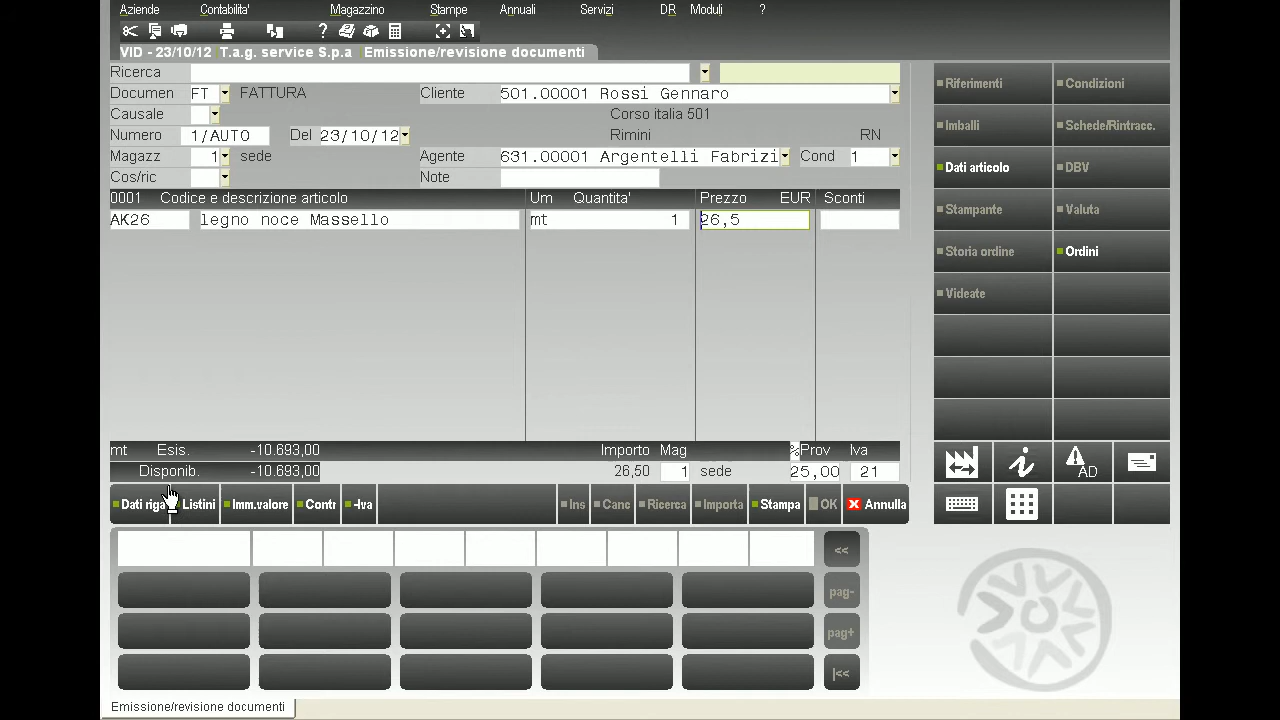 Aziende Contabilita' Magazzino Stampe Annuali Servizi DR Moduli ?
VID - 23/10/12 T.a.g. service S.p.a Emissione/revisione documenti
Ricerca
Documen FT FATTURA Cliente 501.00001 Rossi Gennaro
Causale Corso italia 501
Numero 1/AUTO Del 23/10/12 Rimini RN
Magazz 1 sede Agente 631.00001 Argentelli Fabrizi Cond 1
Cos/ric Note
0001 Codice e descrizione articolo Um Quantita' Prezzo EUR Sconti
AK26 legno noce Massello mt 1 26,5
mt Esis. -10.693,00 Importo Mag % Prov Iva
Disponib. -10.693,00 26,50 1 sede 25,00 21
Dati riga Listini Imm.valore Contr -Iva Ins Canc Ricerca Importa Stampa OK Annulla
<<
pag-
pag+
|<<
Riferimenti Condizioni
Imballi Schede/Rintracc.
Dati articolo DBV
Stampante Valuta
Storia ordine Ordini
Videate
i AD
Emissione/revisione documenti